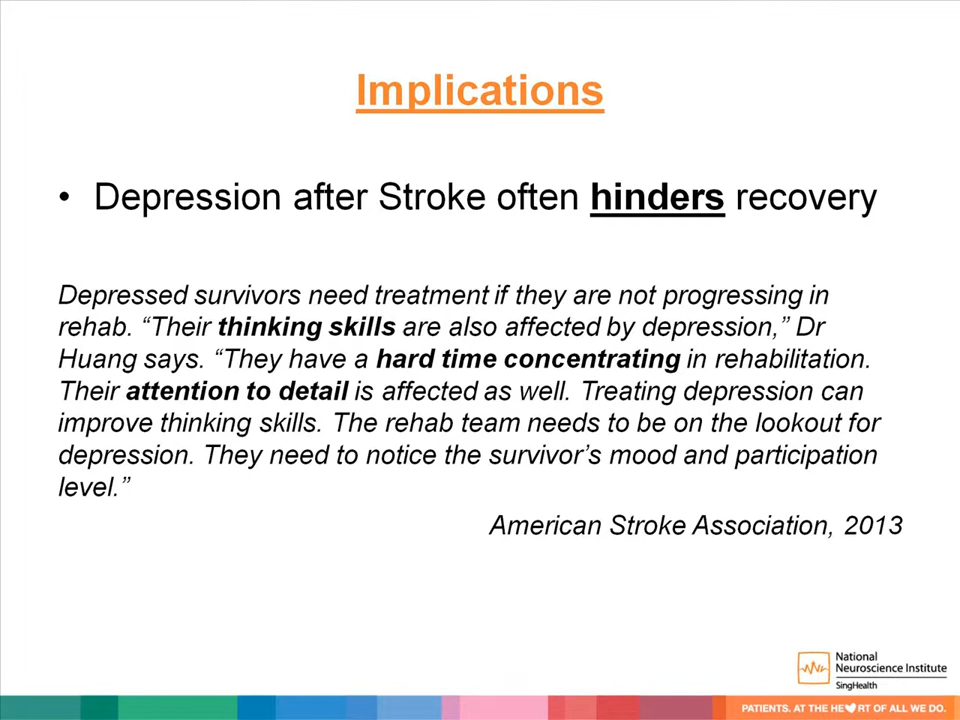 Implications
• Depression after Stroke often hinders recovery
Depressed survivors need treatment if they are not progressing in
rehab. “Their thinking skills are also affected by depression,” Dr
Huang says. “They have a hard time concentrating in rehabilitation.
Their attention to detail is affected as well. Treating depression can
improve thinking skills. The rehab team needs to be on the lookout for
depression. They need to notice the survivor’s mood and participation
level.”
American Stroke Association, 2013
National
Neuroscience Institute
SingHealth
PATIENTS. AT THE HE♥RT OF ALL WE DO.